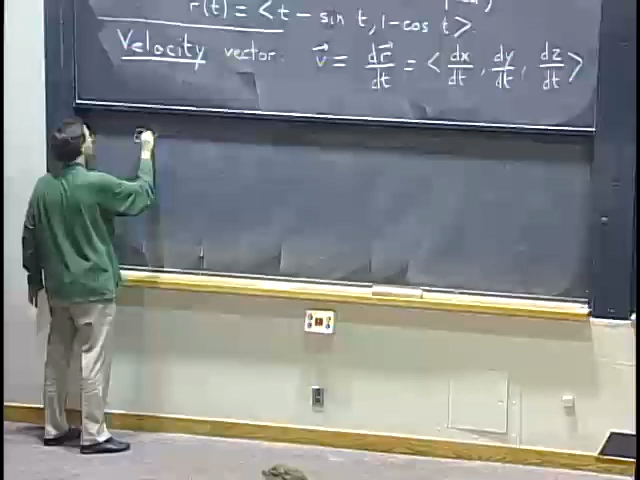 r(t) = < t - sin t, 1 - cos t >
Velocity vector. v⃗ = dr⃗/dt = < dx/dt, dy/dt, dz/dt >